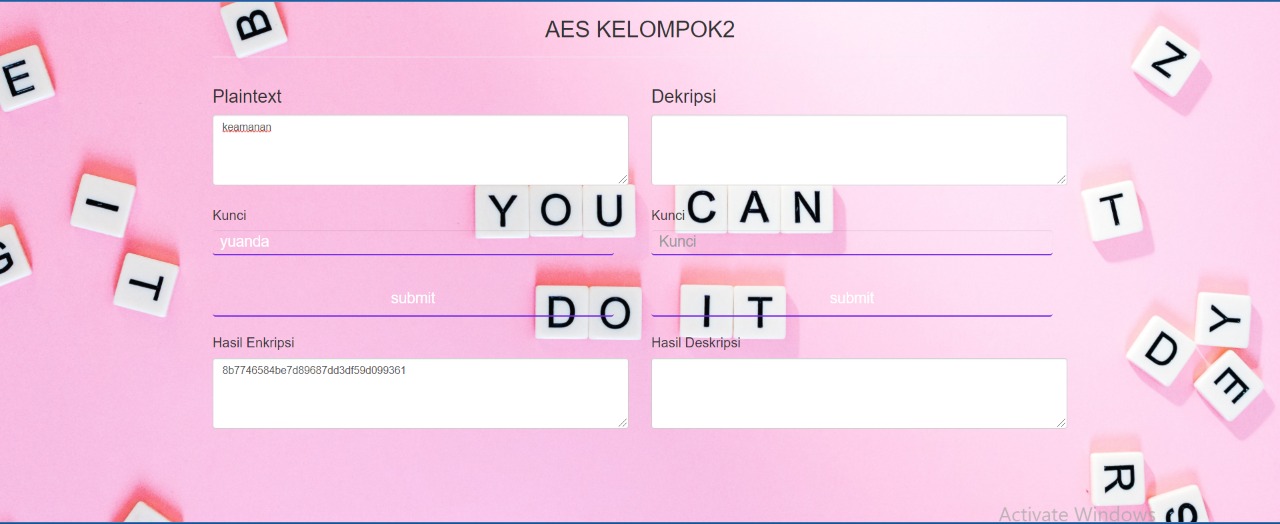 AES KELOMPOK2
Plaintext
keamanan
Kunci
yuanda
submit
Hasil Enkripsi
8b7746584be7d89687dd3df59d099361
Dekripsi
Kunci
Kunci
submit
Hasil Deskripsi
YOU CAN
DO IT
B
E
I
T
G
Z
T
Y
D
E
R
S
Activate Windows